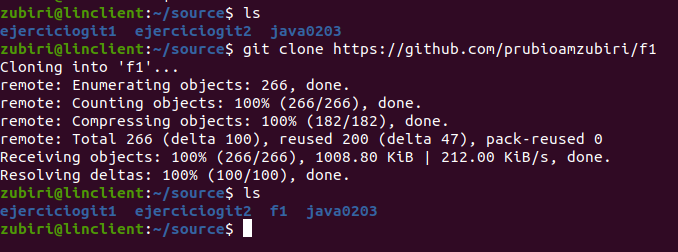 zubiri@linclient:~/source$ ls
ejerciciogit1  ejerciciogit2  java0203
zubiri@linclient:~/source$ git clone https://github.com/prubioamzubiri/f1
Cloning into 'f1'...
remote: Enumerating objects: 266, done.
remote: Counting objects: 100% (266/266), done.
remote: Compressing objects: 100% (182/182), done.
remote: Total 266 (delta 100), reused 200 (delta 47), pack-reused 0
Receiving objects: 100% (266/266), 1008.80 KiB | 212.00 KiB/s, done.
Resolving deltas: 100% (100/100), done.
zubiri@linclient:~/source$ ls
ejerciciogit1  ejerciciogit2  f1  java0203
zubiri@linclient:~/source$